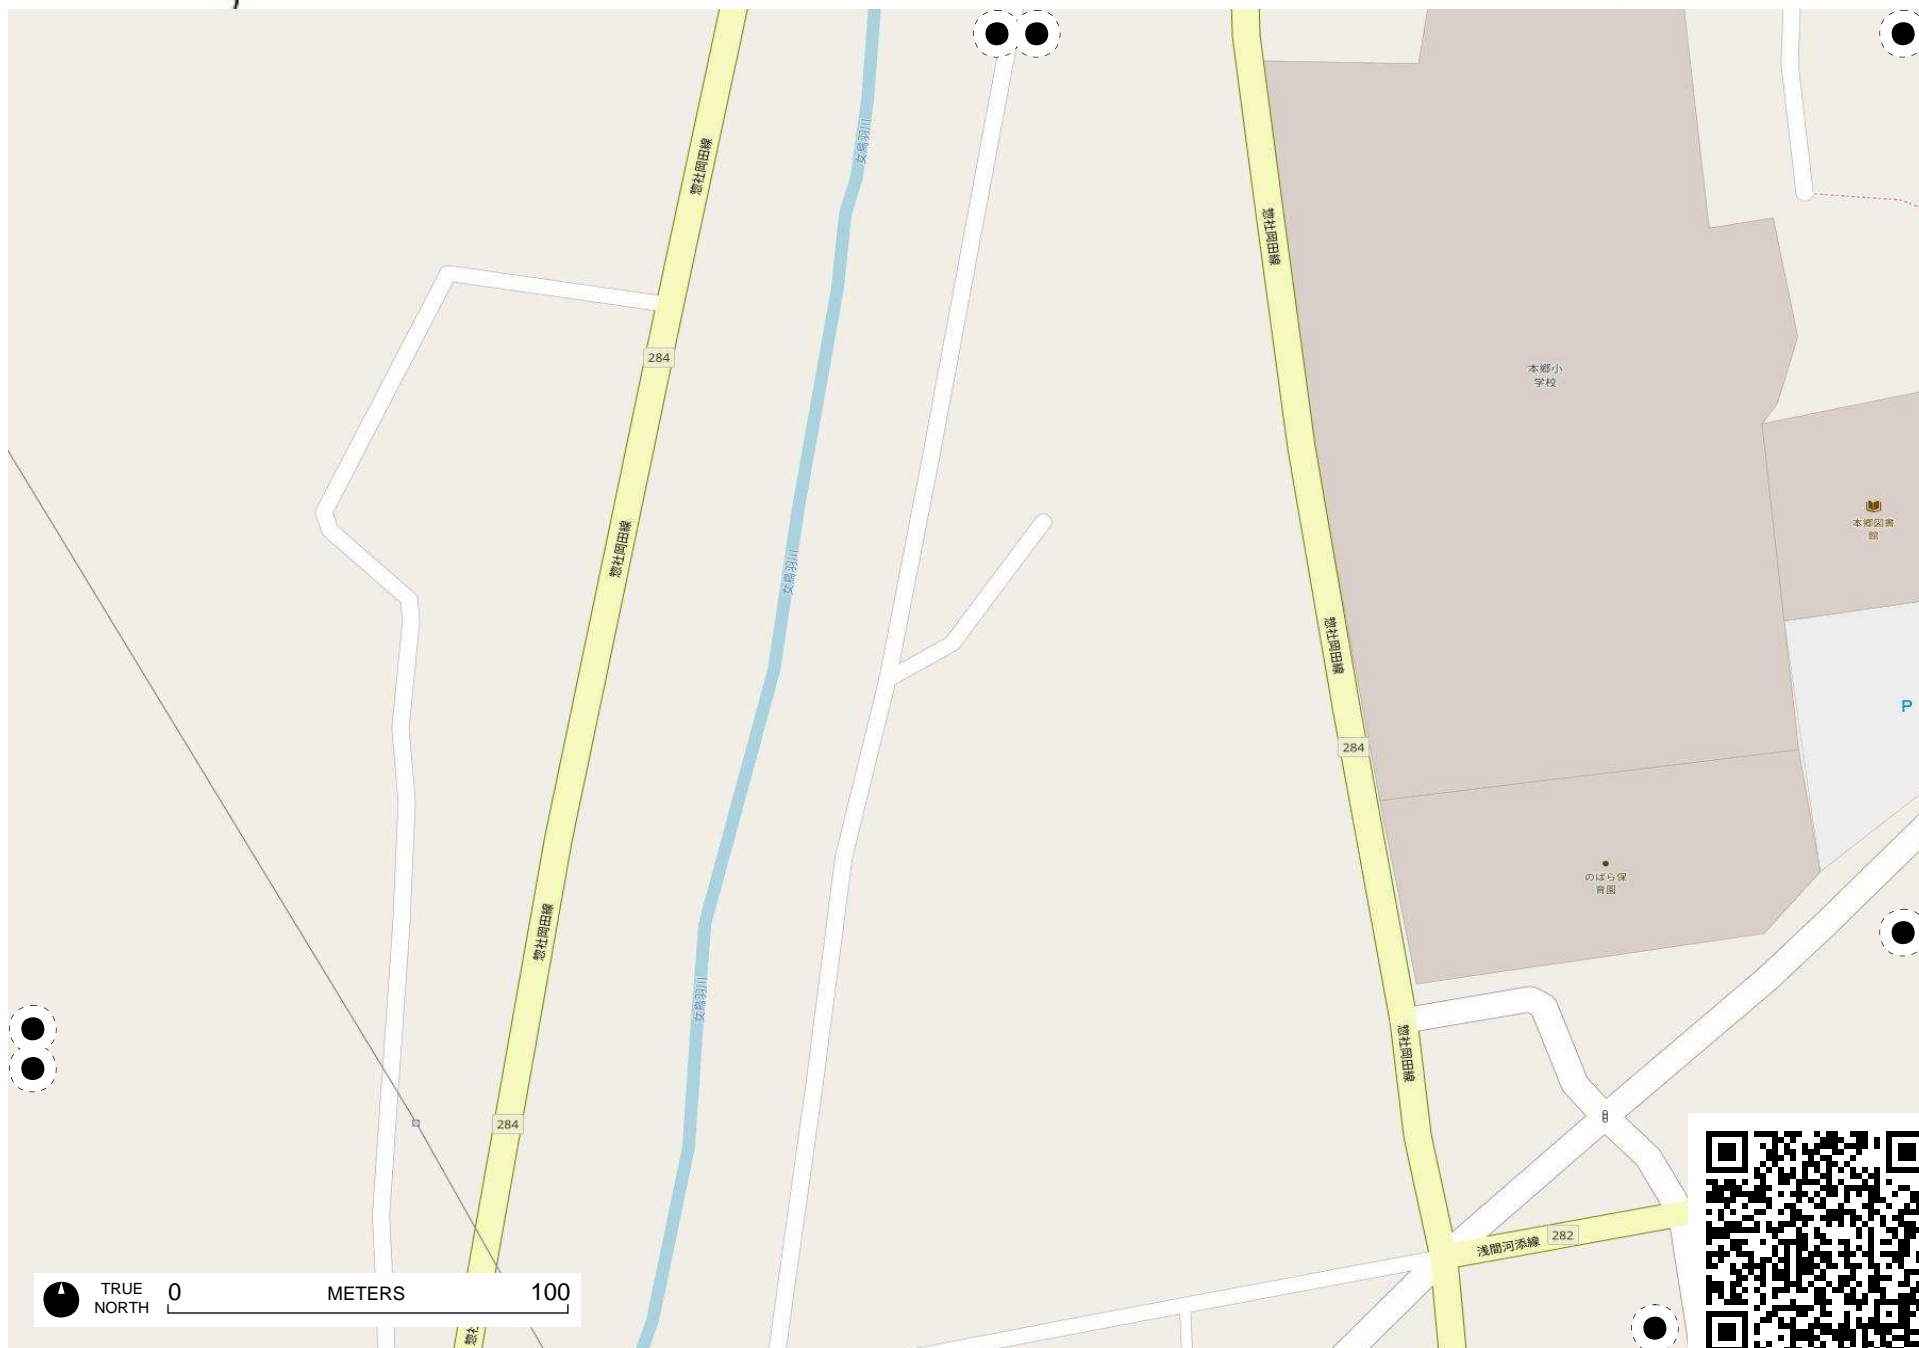 惣社岡田線
女鳥羽川
惣社岡田線
284
本郷小
学校
本郷図書
館
惣社岡田線
女鳥羽川
惣社岡田線
P
284
のばら保
育園
惣社岡田線
女鳥羽川
惣社岡田線
284
浅間河添線
282
TRUE
NORTH
0
METERS
100
惣社